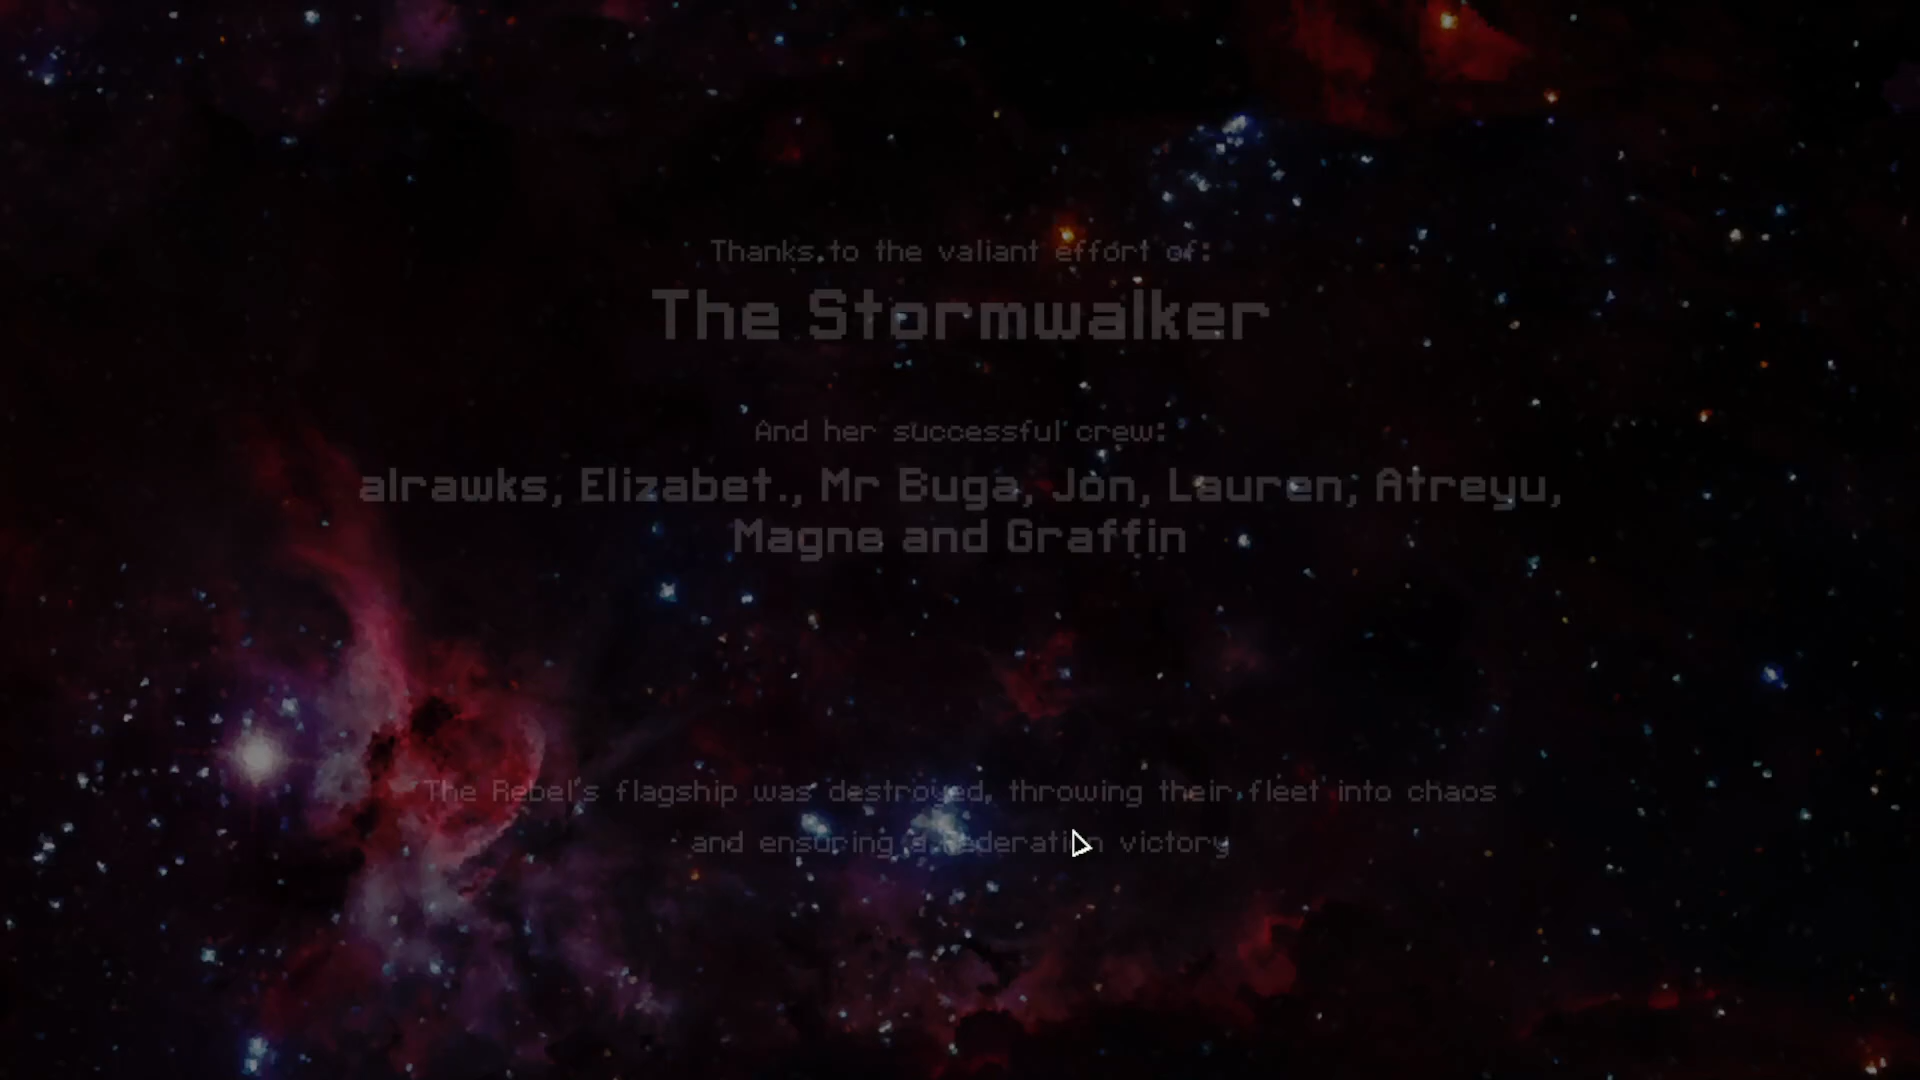 Thanks to the valiant effort of:
The Stormwalker
And her successful crew:
alrawks, Elizabet., Mr Buga, Jon, Lauren, Atreyu,
Magne and Graffin
The Rebel's flagship was destroyed, throwing their fleet into chaos
and ensuring a federation victory